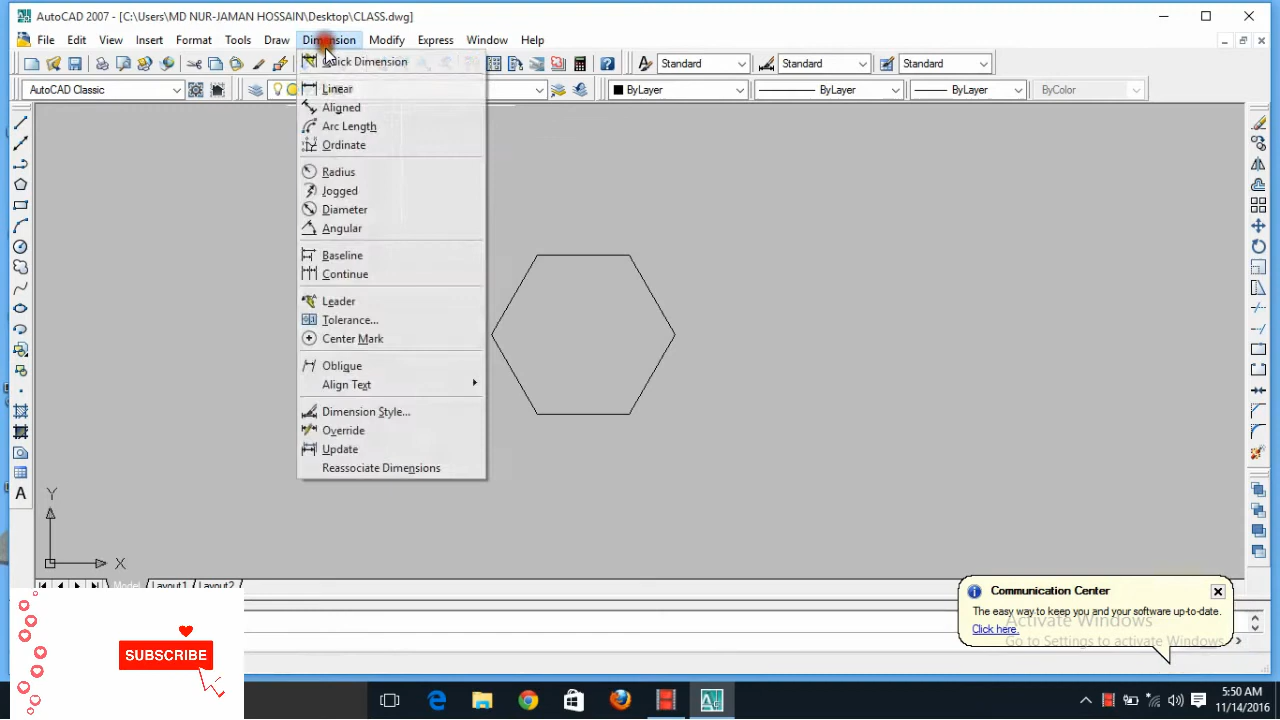 AutoCAD 2007 - [C:\Users\MD NUR-JAMAN HOSSAIN\Desktop\CLASS.dwg]
File Edit View Insert Format Tools Draw Dimension Modify Express Window Help
Standard Standard Standard
AutoCAD Classic ByLayer ByLayer ByLayer ByColor
Quick Dimension
Linear
Aligned
Arc Length
Ordinate
Radius
Jogged
Diameter
Angular
Baseline
Continue
Leader
Tolerance...
Center Mark
Oblique
Align Text
Dimension Style...
Override
Update
Reassociate Dimensions
Y
X
A
Model Layout1 Layout2
Communication Center
The easy way to keep you and your software up-to-date.
Click here.
Activate Windows
Go to Settings to activate Windows.
SUBSCRIBE
5:50 AM
11/14/2016